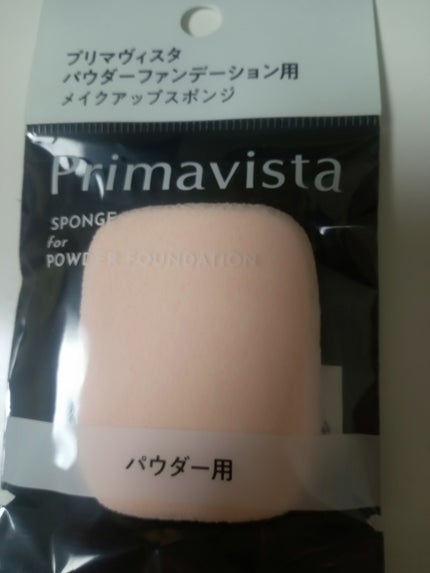 プリマヴィスタ
パウダーファンデーション用
メイクアップスポンジ
Primavista
SPONGE
for
POWDER FOUNDATION
パウダー用